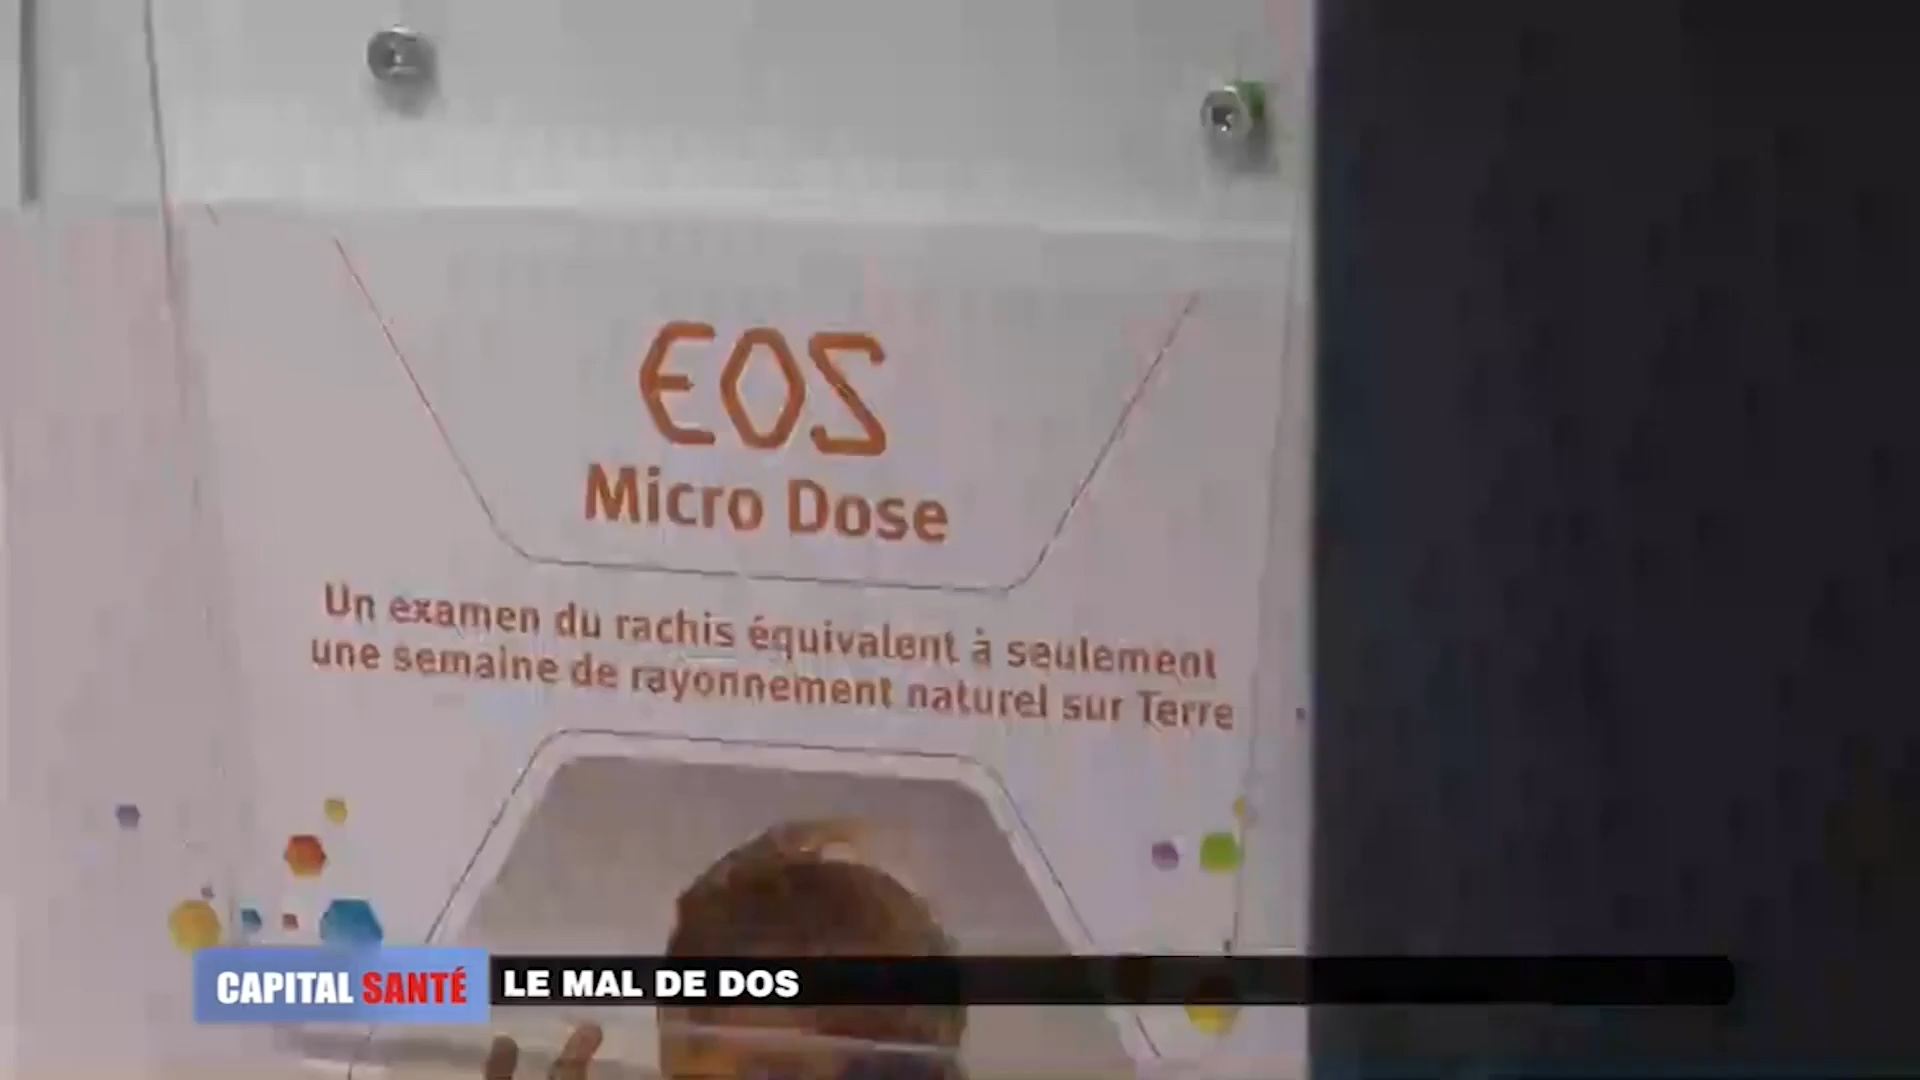 EOS
Micro Dose
Un examen du rachis équivalent à seulement
une semaine de rayonnement naturel sur Terre
CAPITAL SANTÉ LE MAL DE DOS